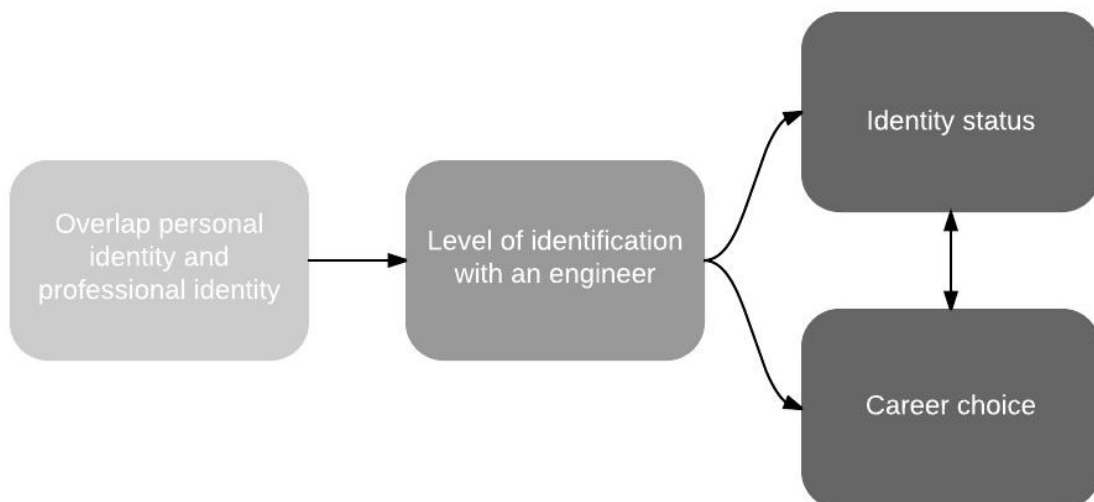 Overlap personal
identity and
professional identity
Level of identification
with an engineer
Identity status
Career choice